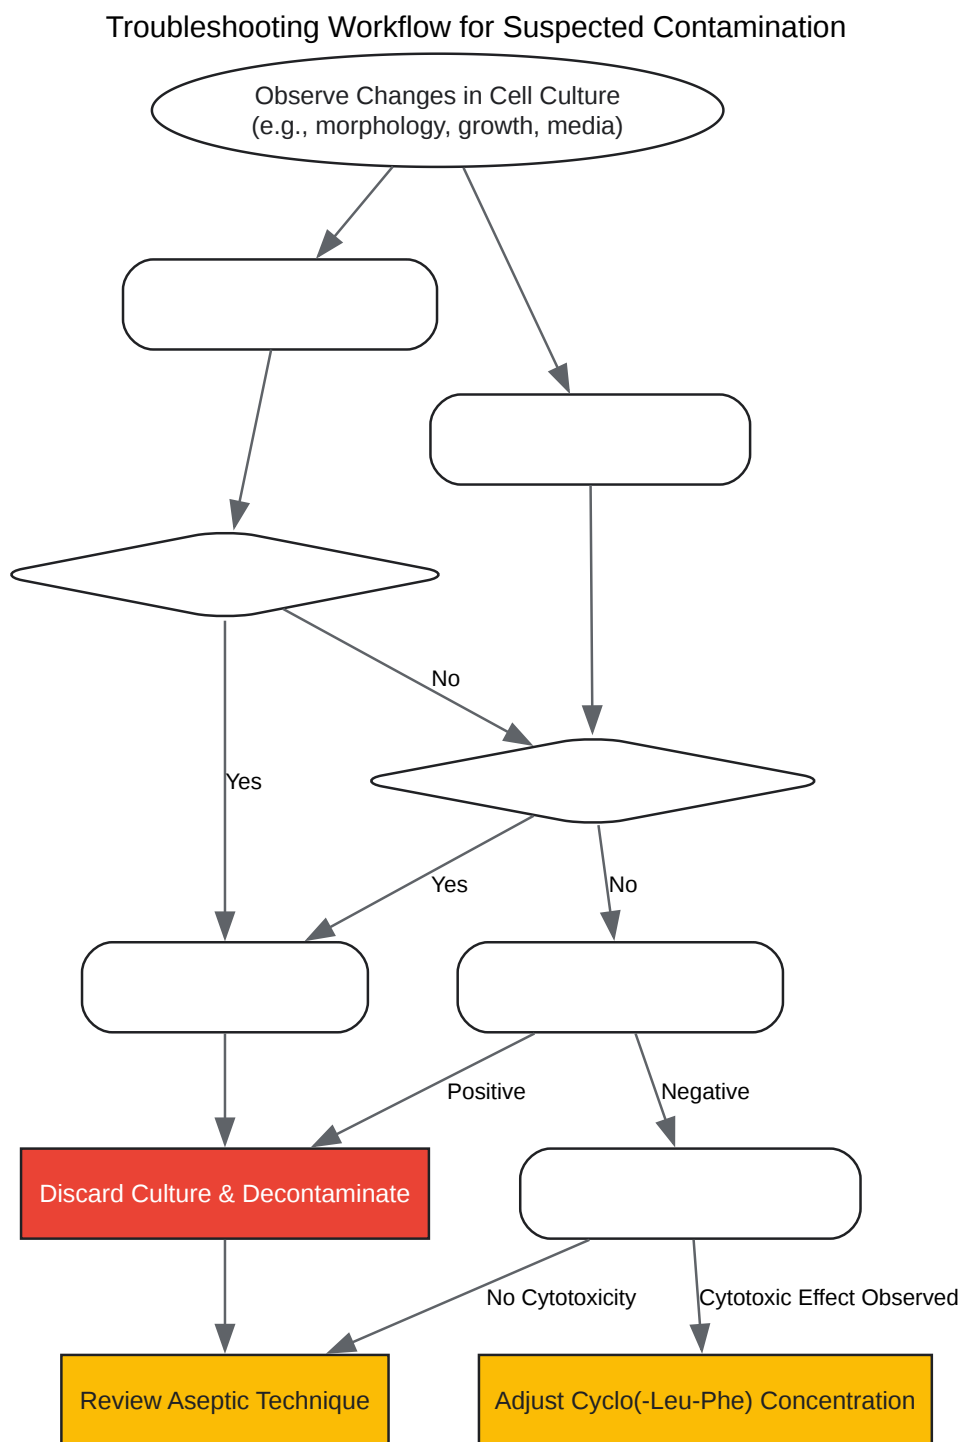 Troubleshooting Workflow for Suspected Contamination
Observe Changes in Cell Culture
(e.g., morphology, growth, media)
No
Yes
Yes
No
Positive
Negative
Discard Culture & Decontaminate
No Cytotoxicity
Cytotoxic Effect Observed
Review Aseptic Technique
Adjust Cyclo(-Leu-Phe) Concentration